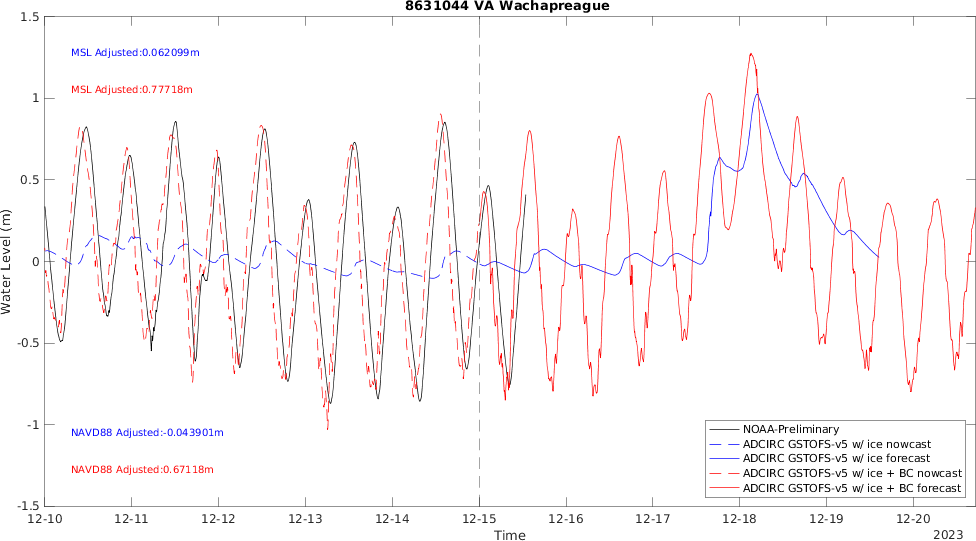 8631044 VA Wachapreague
1.5
MSL Adjusted:0.062099m
MSL Adjusted:0.77718m
1
0.5
0
-0.5
-1
-1.5
Water Level (m)
NAVD88 Adjusted:-0.043901m
NAVD88 Adjusted:0.67118m
NOAA-Preliminary
ADCIRC GSTOFS-v5 w/ ice nowcast
ADCIRC GSTOFS-v5 w/ ice forecast
ADCIRC GSTOFS-v5 w/ ice + BC nowcast
ADCIRC GSTOFS-v5 w/ ice + BC forecast
12-10 12-11 12-12 12-13 12-14 12-15 12-16 12-17 12-18 12-19 12-20
Time
2023